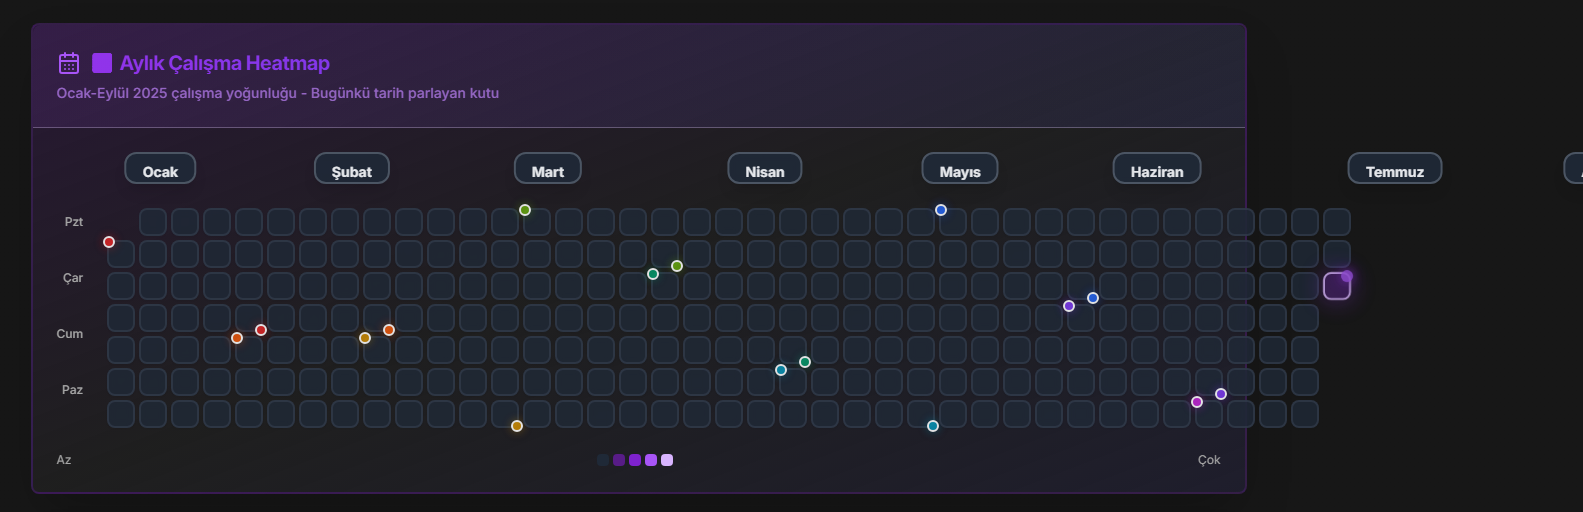 Aylık Çalışma Heatmap
Ocak-Eylül 2025 çalışma yoğunluğu - Bugünkü tarih parlayan kutu
Ocak Şubat Mart Nisan Mayıs Haziran Temmuz
Pzt
Çar
Cum
Paz
Az Çok